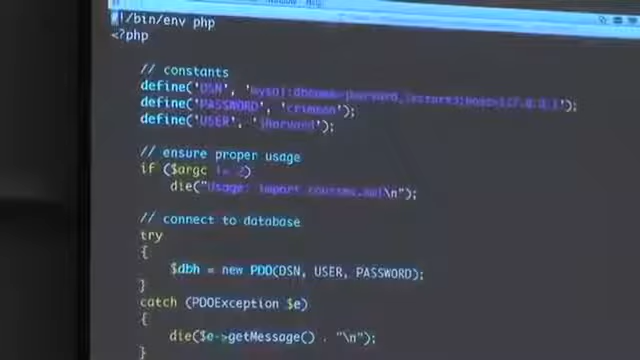 #!/bin/env php
<?php
// constants
define('DSN', 'mysql:dbname=jharvard_lecture3;host=127.0.0.1');
define('PASSWORD', 'crimson');
define('USER', 'jharvard');
// ensure proper usage
if ($argc != 2)
die("Usage: import courses.xml\n");
// connect to database
try
{
$dbh = new PDO(DSN, USER, PASSWORD);
}
catch (PDOException $e)
{
die($e->getMessage() . "\n");
}